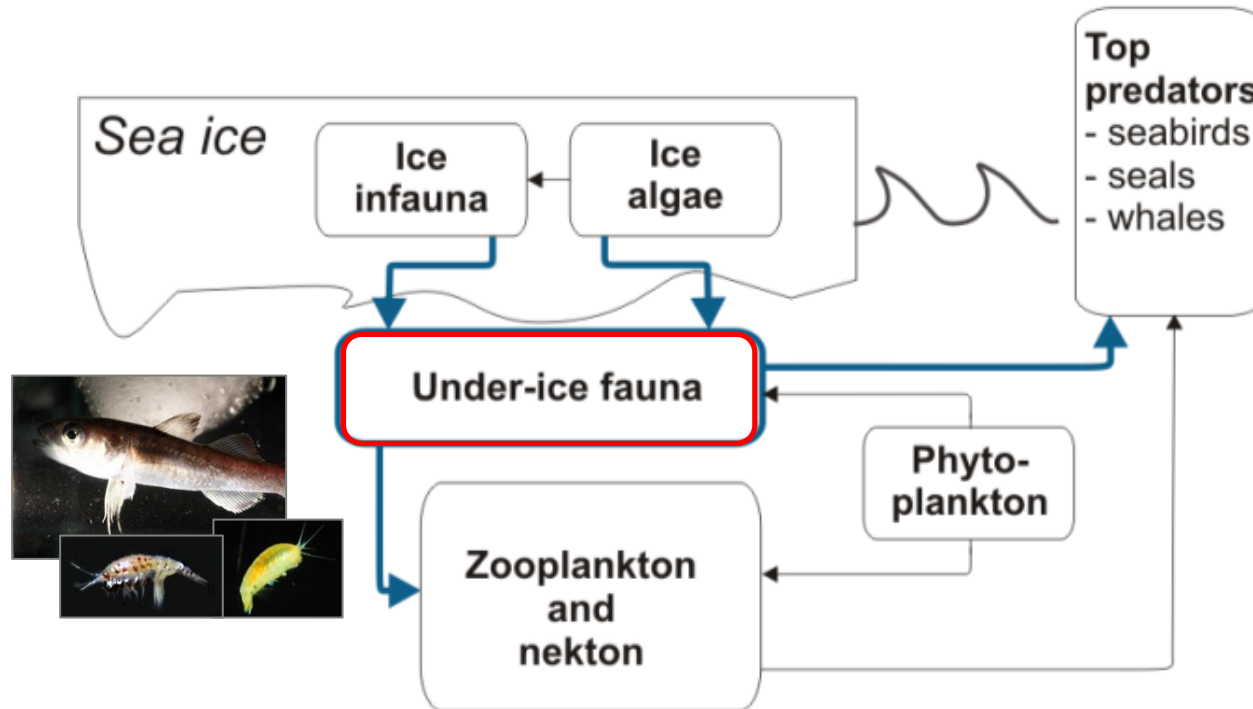 Sea ice
Ice
infauna
Ice
algae
Top
predators
- seabirds
- seals
- whales
Under-ice fauna
Phyto-
plankton
Zooplankton
and
nekton